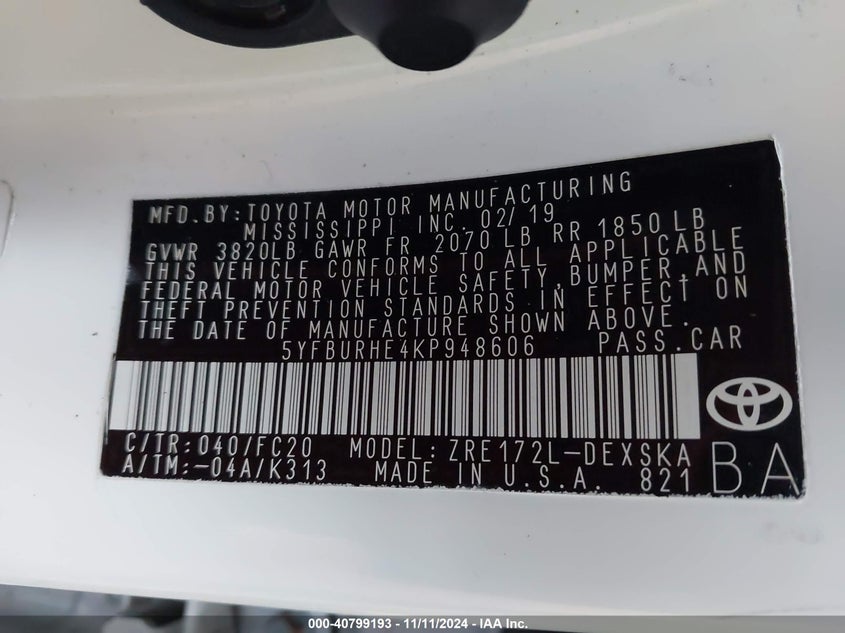 MFD. BY: TOYOTA MOTOR MANUFACTURING
MISSISSIPPI INC. 02/19
GVWR 3820LB GAWR FR 2070 LB RR 1850 LB
THIS VEHICLE CONFORMS TO ALL APPLICABLE
FEDERAL MOTOR VEHICLE SAFETY, BUMPER, AND
THEFT PREVENTION STANDARDS IN EFFECT ON
THE DATE OF MANUFACTURE SHOWN ABOVE.
5YFBURHE4KP948606 PASS. CAR
C/TR: 040/FC20 MODEL: ZRE172L-DEXSKA
A/TM: -04A/K313 MADE IN U.S.A. 821
BA
000-40799193 - 11/11/2024 - IAA Inc.